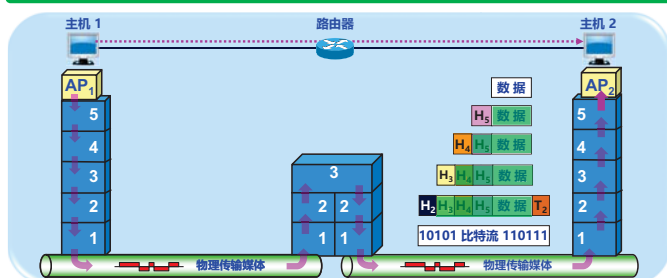 主机 1
路由器
主机 2
AP1
5
4
3
2
1
3
2 2
1 1
数据
H5 数据
H4 H5 数据
H3 H4 H5 数据
H2 H3 H4 H5 数据 T2
10101 比特流 110111
AP2
5
4
3
2
1
物理传输媒体
物理传输媒体